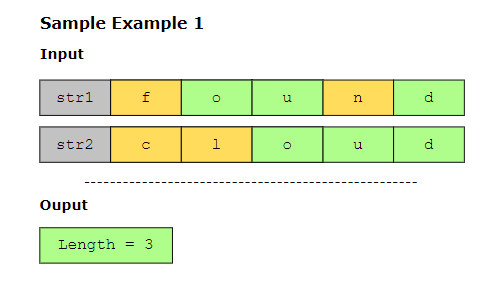 Sample Example 1
Input
str1 f o u n d
str2 c l o u d
----------------------------------------------------
Ouput
Length = 3